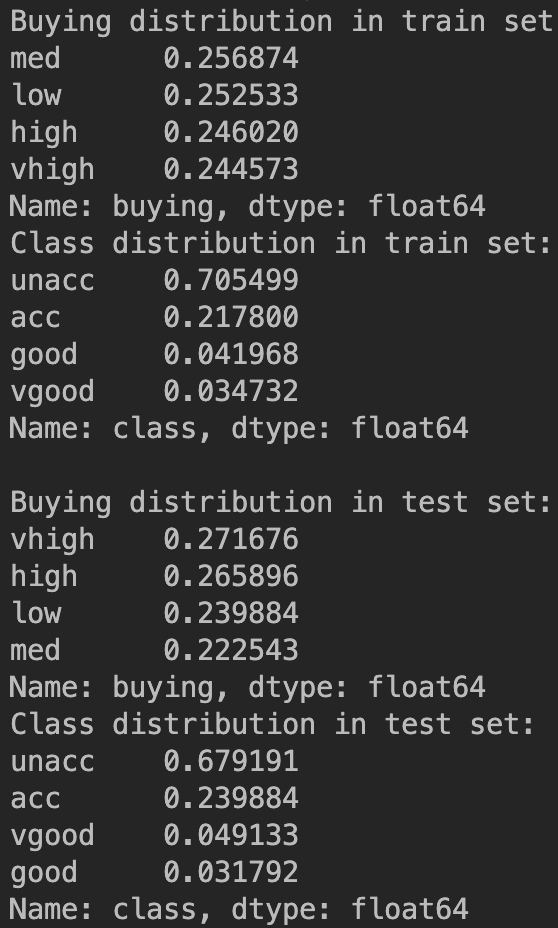 Buying distribution in train set
med      0.256874
low      0.252533
high     0.246020
vhigh    0.244573
Name: buying, dtype: float64
Class distribution in train set:
unacc    0.705499
acc      0.217800
good     0.041968
vgood    0.034732
Name: class, dtype: float64

Buying distribution in test set:
vhigh    0.271676
high     0.265896
low      0.239884
med      0.222543
Name: buying, dtype: float64
Class distribution in test set:
unacc    0.679191
acc      0.239884
vgood    0.049133
good     0.031792
Name: class, dtype: float64